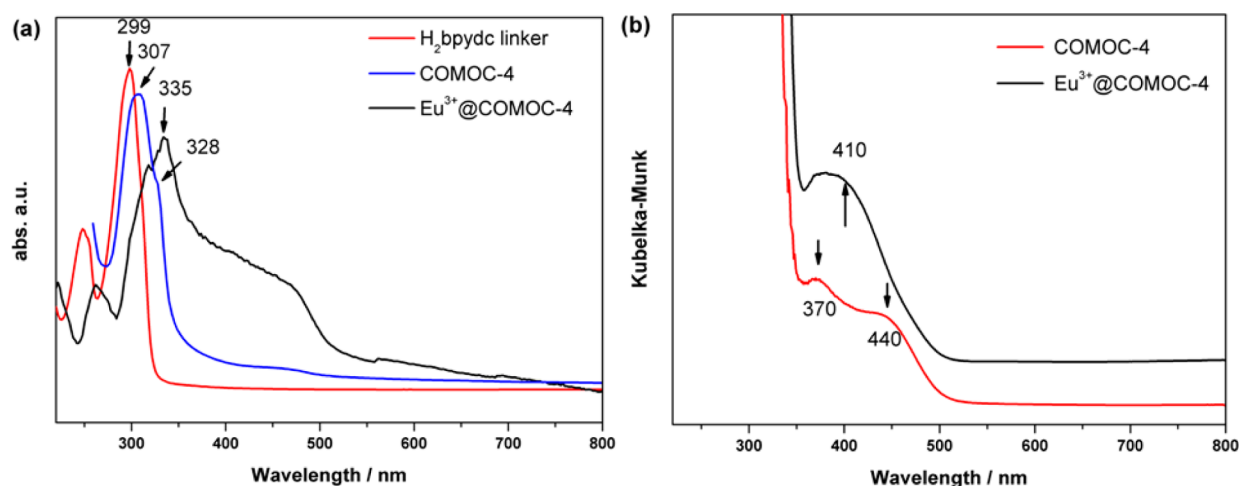 (a)
299
307
335
328
H₂bpydc linker
COMOC-4
Eu³⁺@COMOC-4
abs. a.u.
300 400 500 600 700 800
Wavelength / nm
(b)
COMOC-4
Eu³⁺@COMOC-4
410
370
440
Kubelka-Munk
300 400 500 600 700 800
Wavelength / nm